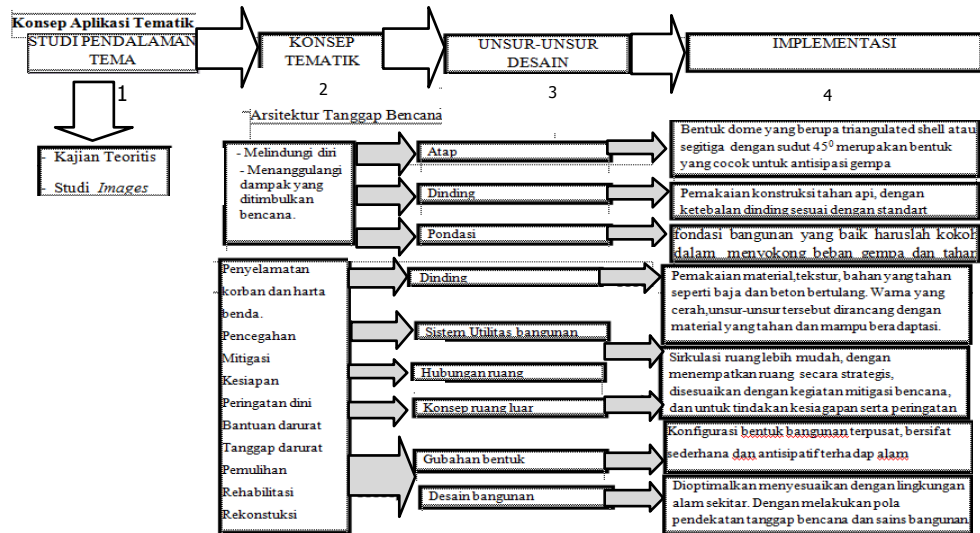 Konsep Aplikasi Tematik
STUDI PENDALAMAN
TEMA
KONSEP
TEMATIK
UNSUR-UNSUR
DESAIN
IMPLEMENTASI
1
2
3
4
- Kajian Teoritis
- Studi Images
Arsitektur Tanggap Bencana
- Melindungi diri
- Menanggulangi
dampak yang
ditimbulkan
bencana.
Atap
Bentuk dome yang berupa triangulated shell atau
segitiga dengan sudut 45⁰ merupakan bentuk
yang cocok untuk antisipasi gempa
Dinding
Pemakaian konstruksi tahan api, dengan
ketebalan dinding sesuai dengan standart
Pondasi
fondasi bangunan yang baik haruslah kokoh
dalam menyokong beban gempa dan tahan
Penyelamatan
korban dan harta
benda.
Pencegahan
Mitigasi
Kesiapan
Peringatan dini
Bantuan darurat
Tanggap darurat
Pemulihan
Rehabilitasi
Rekonstuksi
Dinding
Pemakaian material,tekstur, bahan yang tahan
seperti baja dan beton bertulang. Warna yang
cerah,unsur-unsur tersebut dirancang dengan
material yang tahan dan mampu beradaptasi.
Sistem Utilitas bangunan
Hubungan ruang
Konsep ruang luar
Sirkulasi ruang lebih mudah, dengan
menempatkan ruang secara strategis,
disesuaikan dengan kegiatan mitigasi bencana,
dan untuk tindakan kesiagapan serta peringatan
Gubahan bentuk
Konfigurasi bentuk bangunan terpusat, bersifat
sederhana dan antisipatif terhadap alam
Desain bangunan
Dioptimalkan menyesuaikan dengan lingkungan
alam sekitar. Dengan melakukan pola
pendekatan tanggap bencana dan sains bangunan